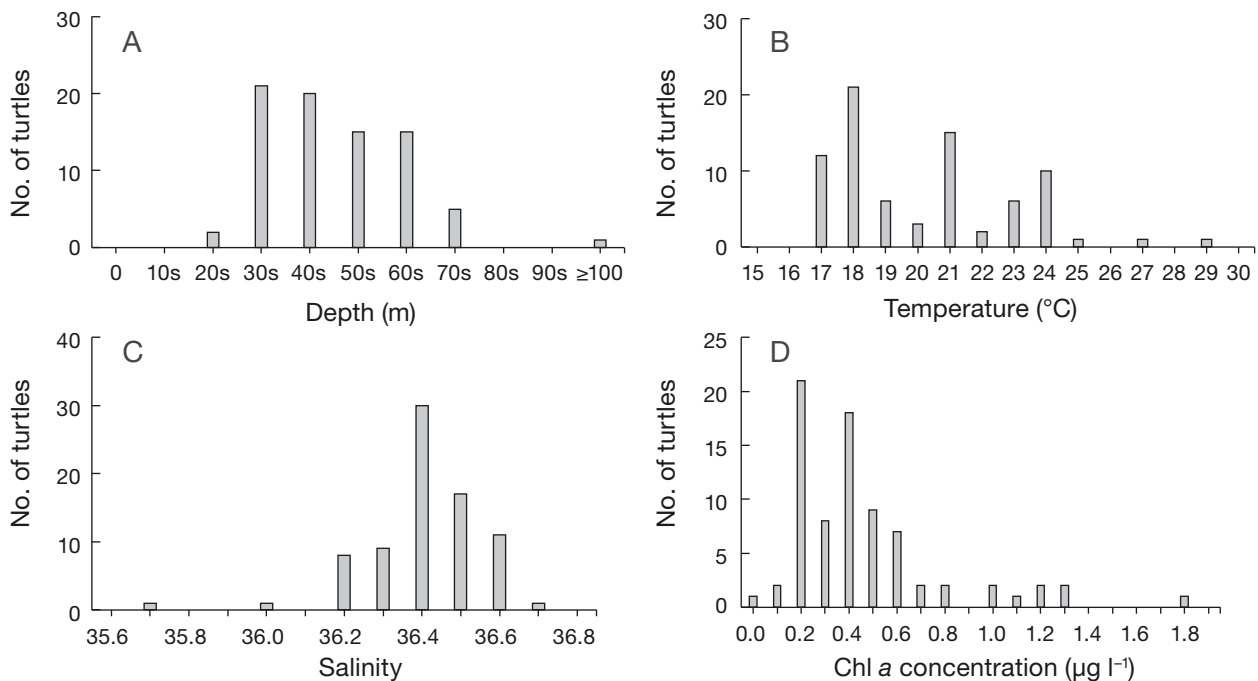 A
30
20
10
0
No. of turtles
0 10s 20s 30s 40s 50s 60s 70s 80s 90s ≥100
Depth (m)
B
30
20
10
0
No. of turtles
15 16 17 18 19 20 21 22 23 24 25 26 27 28 29 30
Temperature (°C)
C
40
30
20
10
0
No. of turtles
35.6 35.8 36.0 36.2 36.4 36.6 36.8
Salinity
D
25
20
15
10
5
0
No. of turtles
0.0 0.2 0.4 0.6 0.8 1.0 1.2 1.4 1.6 1.8
Chl a concentration (µg l⁻¹)